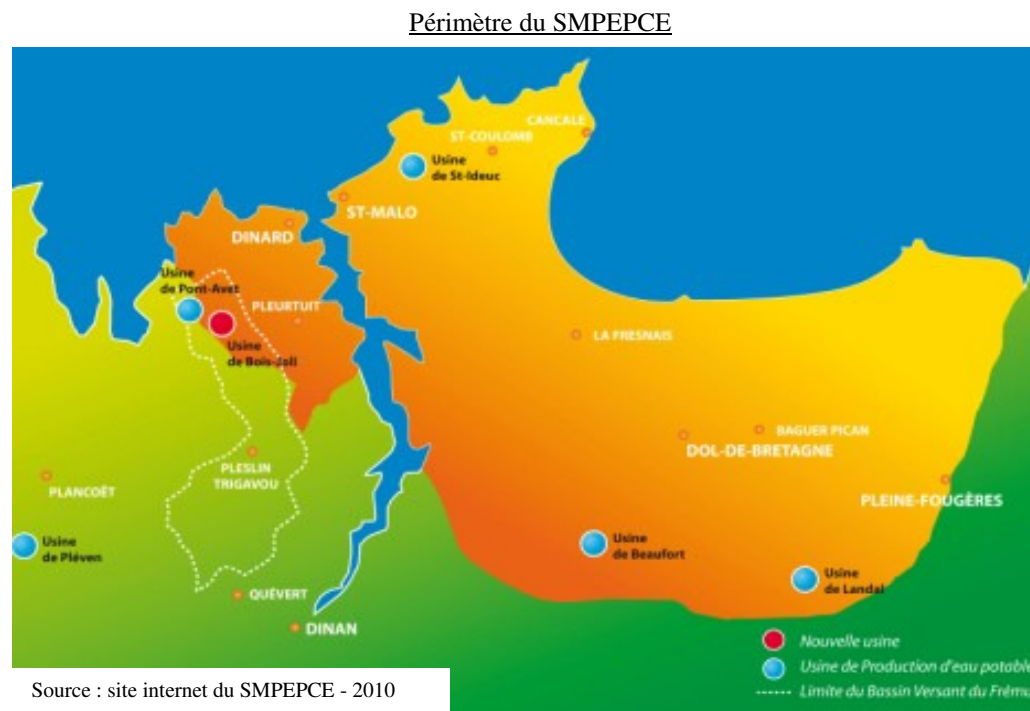 Périmètre du SMPEPCE
CANCALE
ST-COULOMB
Usine
de St-Ideuc
ST-MALO
DINARD
Usine
de Pont-Avet
PLEURTUIT
Usine
de Bois-Joli
LA FRESNAIS
BAGUER PICAN
DOL-DE-BRETAGNE
PLESLIN
TRIGAVOU
PLANCOËT
PLEINE-FOUGÈRES
Usine
de Pléven
Usine
de Beaufort
Usine
de Landal
QUÉVERT
DINAN
Nouvelle usine
Usine de Production d'eau potable
Limite du Bassin Versant du Frému
Source : site internet du SMPEPCE - 2010